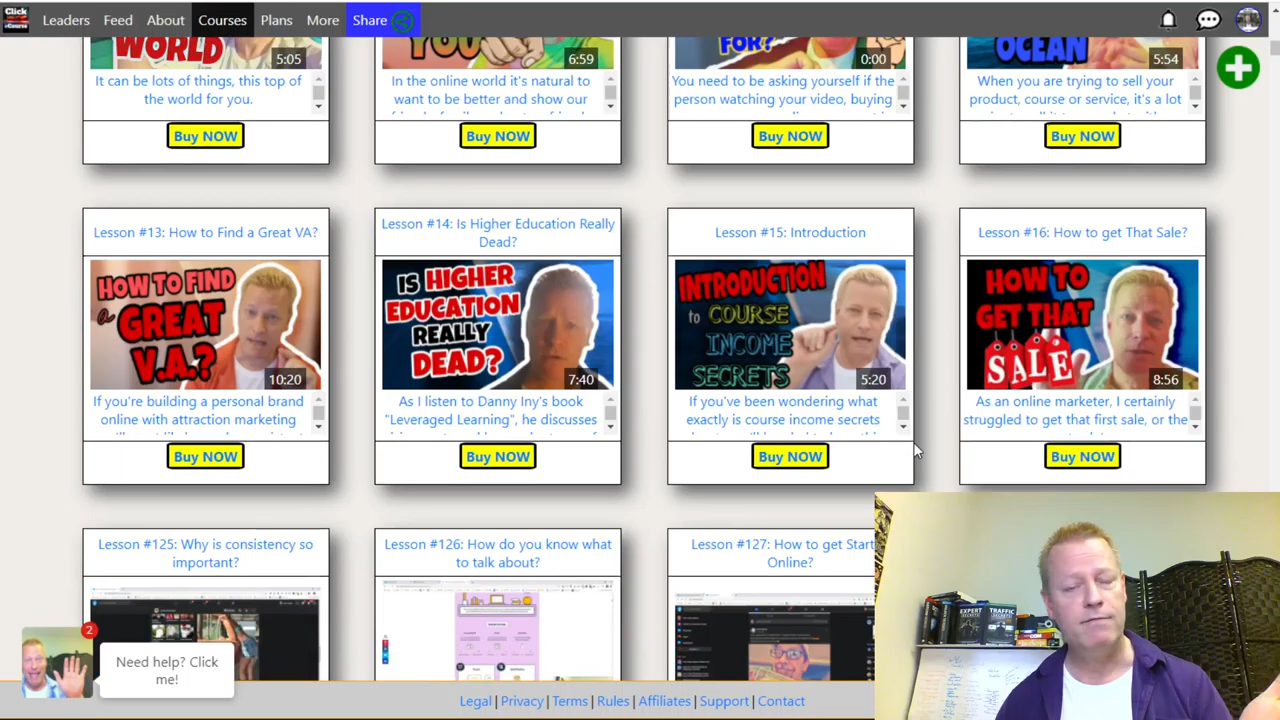 Click
eCourse
Leaders Feed About Courses Plans More Share
WORLD
5:05
YOU
6:59
FOR?
0:00
OCEAN
5:54
It can be lots of things, this top of
the world for you.
In the online world it's natural to
want to be better and show our
You need to be asking yourself if the
person watching your video, buying
When you are trying to sell your
product, course or service, it's a lot
Buy NOW
Buy NOW
Buy NOW
Buy NOW
Lesson #13: How to Find a Great VA?
Lesson #14: Is Higher Education Really
Dead?
Lesson #15: Introduction
Lesson #16: How to get That Sale?
HOW TO FIND
a GREAT
V.A.?
10:20
IS HIGHER
EDUCATION
REALLY
DEAD?
7:40
INTRODUCTION
to COURSE
INCOME
SECRETS
5:20
HOW TO
GET THAT
SALE
8:56
If you're building a personal brand
online with attraction marketing
As I listen to Danny Iny's book
"Leveraged Learning", he discusses
If you've been wondering what
exactly is course income secrets
As an online marketer, I certainly
struggled to get that first sale, or the
Buy NOW
Buy NOW
Buy NOW
Buy NOW
Lesson #125: Why is consistency so
important?
Lesson #126: How do you know what
to talk about?
Lesson #127: How to get Star
Online?
EXPERT
SECRETS
TRAFFIC
SECRETS
2
Need help? Click
me!
Legal | Privacy | Terms | Rules | Affiliates | Support | Contact